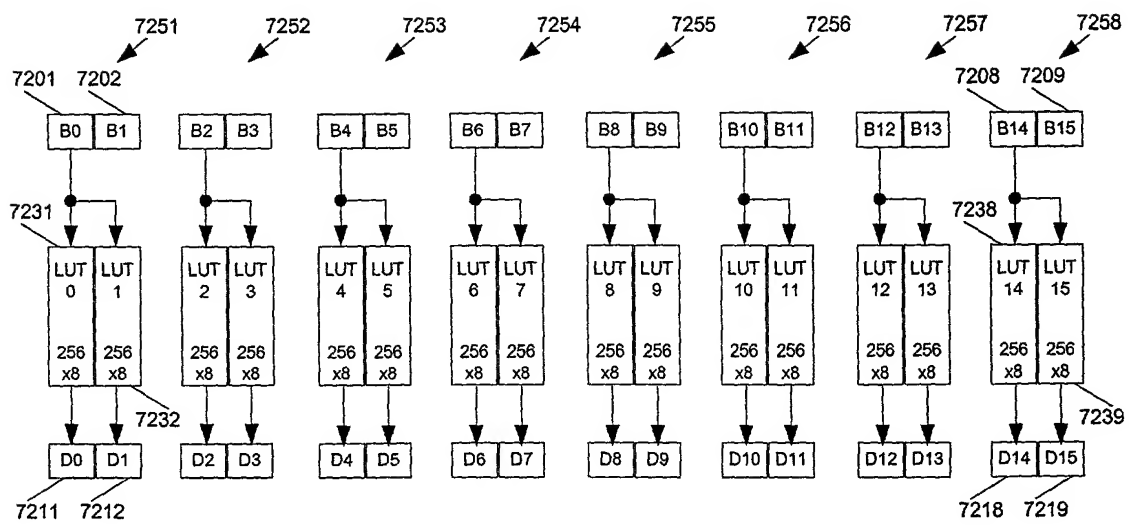 7251 7252 7253 7254 7255 7256 7257 7258
7201 7202 7208 7209
B0 B1 B2 B3 B4 B5 B6 B7 B8 B9 B10 B11 B12 B13 B14 B15
7231 7238
LUT LUT LUT LUT LUT LUT LUT LUT LUT LUT LUT LUT LUT LUT LUT LUT
0 1 2 3 4 5 6 7 8 9 10 11 12 13 14 15
256 256 256 256 256 256 256 256 256 256 256 256 256 256 256 256
x8 x8 x8 x8 x8 x8 x8 x8 x8 x8 x8 x8 x8 x8 x8 x8
7232 7239
D0 D1 D2 D3 D4 D5 D6 D7 D8 D9 D10 D11 D12 D13 D14 D15
7211 7212 7218 7219